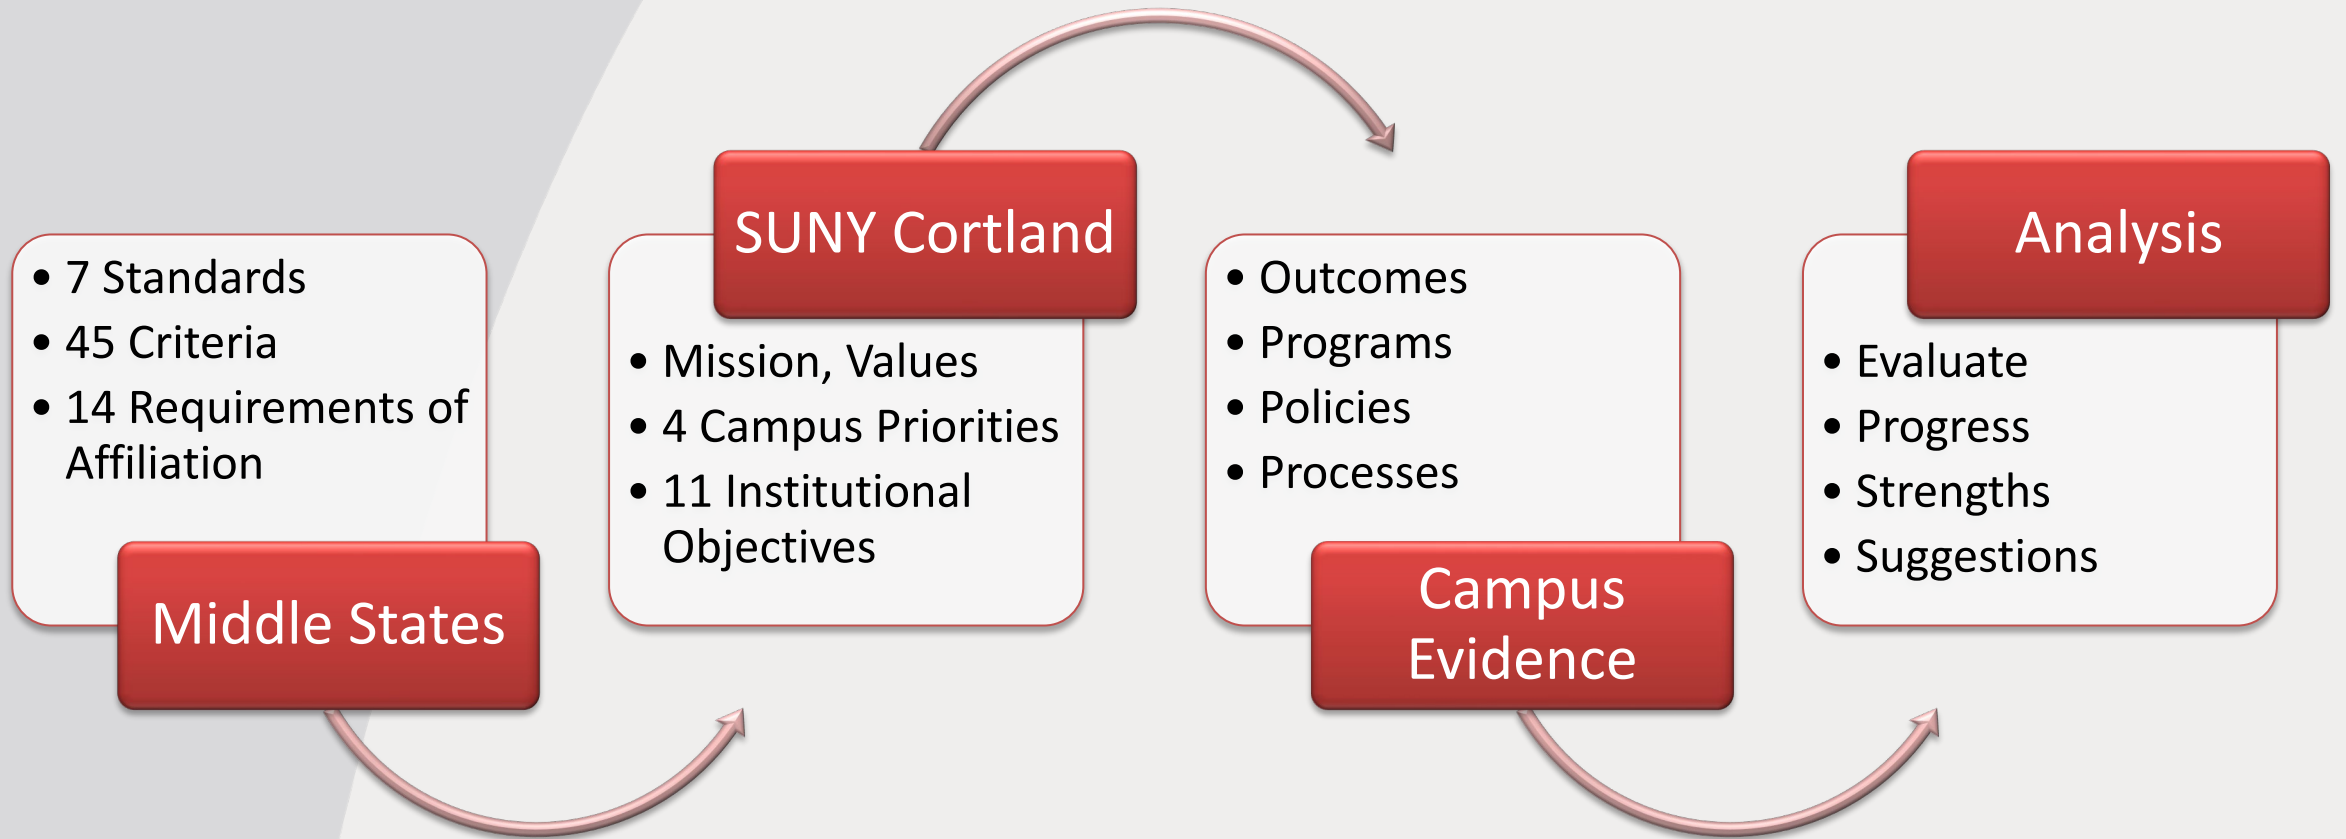 • 7 Standards
• 45 Criteria
• 14 Requirements of
Affiliation
Middle States
SUNY Cortland
• Mission, Values
• 4 Campus Priorities
• 11 Institutional
Objectives
• Outcomes
• Programs
• Policies
• Processes
Campus
Evidence
Analysis
• Evaluate
• Progress
• Strengths
• Suggestions